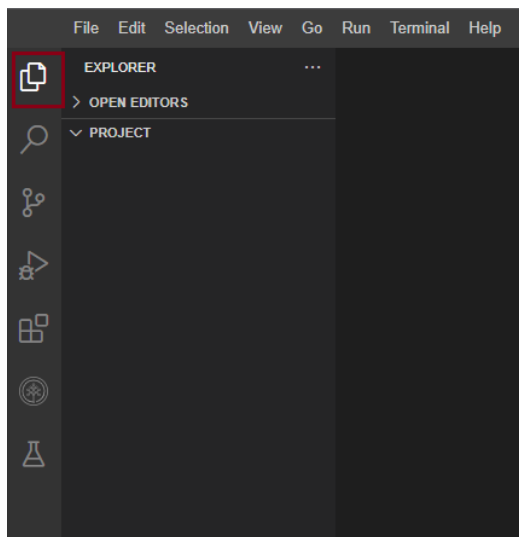 File Edit Selection View Go Run Terminal Help
EXPLORER
OPEN EDITORS
PROJECT